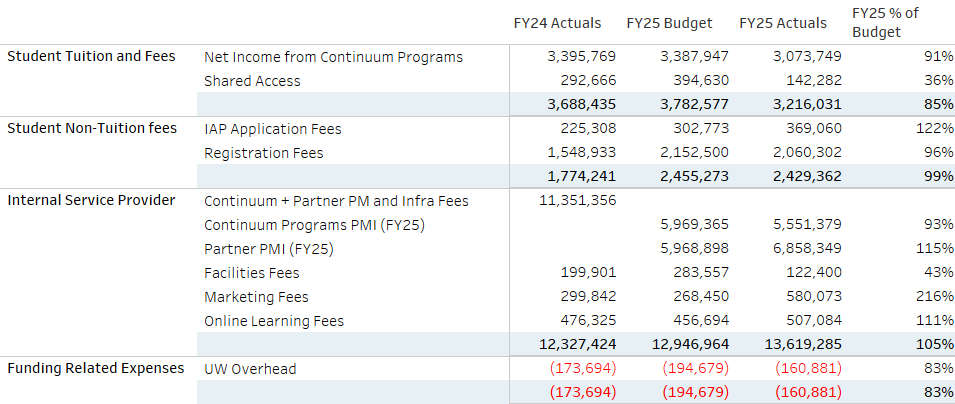 FY24 Actuals FY25 Budget FY25 Actuals FY25 % of Budget
Student Tuition and Fees Net Income from Continuum Programs 3,395,769 3,387,947 3,073,749 91%
Shared Access 292,666 394,630 142,282 36%
3,688,435 3,782,577 3,216,031 85%
Student Non-Tuition fees IAP Application Fees 225,308 302,773 369,060 122%
Registration Fees 1,548,933 2,152,500 2,060,302 96%
1,774,241 2,455,273 2,429,362 99%
Internal Service Provider Continuum + Partner PM and Infra Fees 11,351,356
Continuum Programs PMI (FY25) 5,969,365 5,551,379 93%
Partner PMI (FY25) 5,968,898 6,858,349 115%
Facilities Fees 199,901 283,557 122,400 43%
Marketing Fees 299,842 268,450 580,073 216%
Online Learning Fees 476,325 456,694 507,084 111%
12,327,424 12,946,964 13,619,285 105%
Funding Related Expenses UW Overhead (173,694) (194,679) (160,881) 83%
(173,694) (194,679) (160,881) 83%